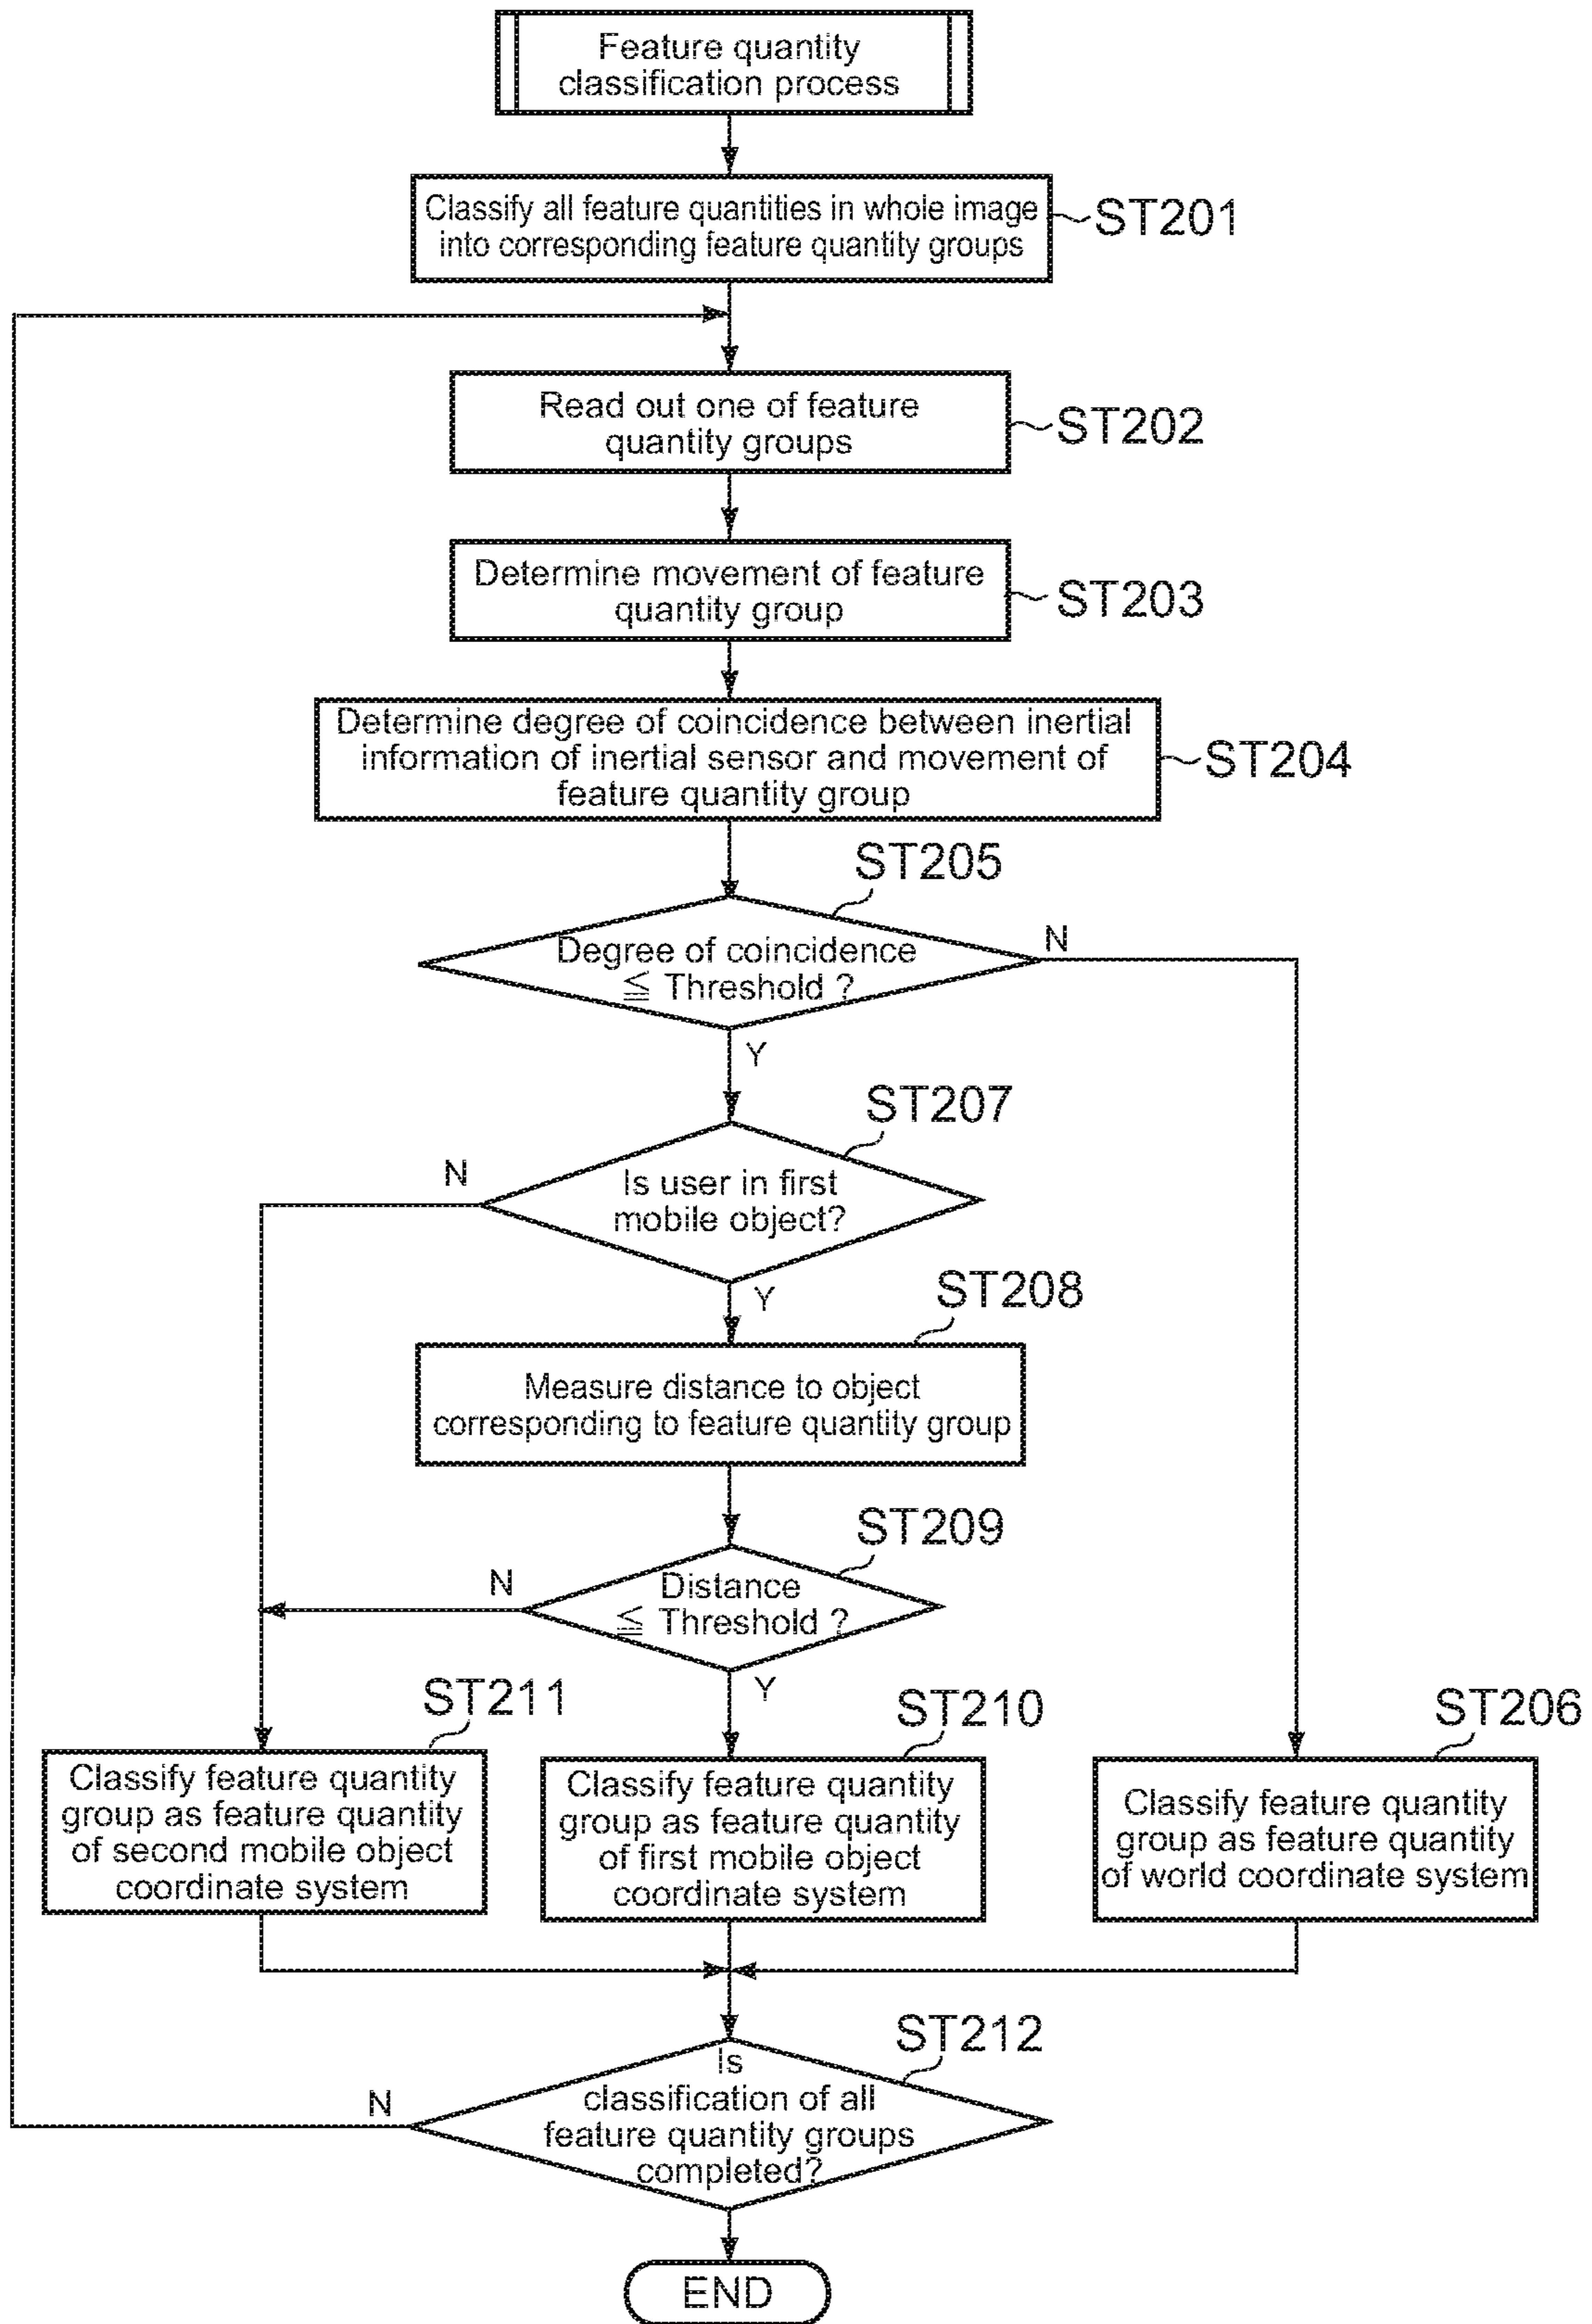 Feature quantity
classification process
Classify all feature quantities in whole image
into corresponding feature quantity groups
ST201
Read out one of feature
quantity groups
ST202
Determine movement of feature
quantity group
ST203
Determine degree of coincidence between inertial
information of inertial sensor and movement of
feature quantity group
ST204
ST205
Degree of coincidence
≦ Threshold ?
N
Y
ST207
Is user in first
mobile object?
N
Y
ST208
Measure distance to object
corresponding to feature quantity group
ST209
Distance
≦ Threshold ?
N
Y
ST211
Classify feature quantity
group as feature quantity
of second mobile object
coordinate system
ST210
Classify feature quantity
group as feature quantity
of first mobile object
coordinate system
ST206
Classify feature quantity
group as feature quantity
of world coordinate system
ST212
Is
classification of all
feature quantity groups
completed?
N
END